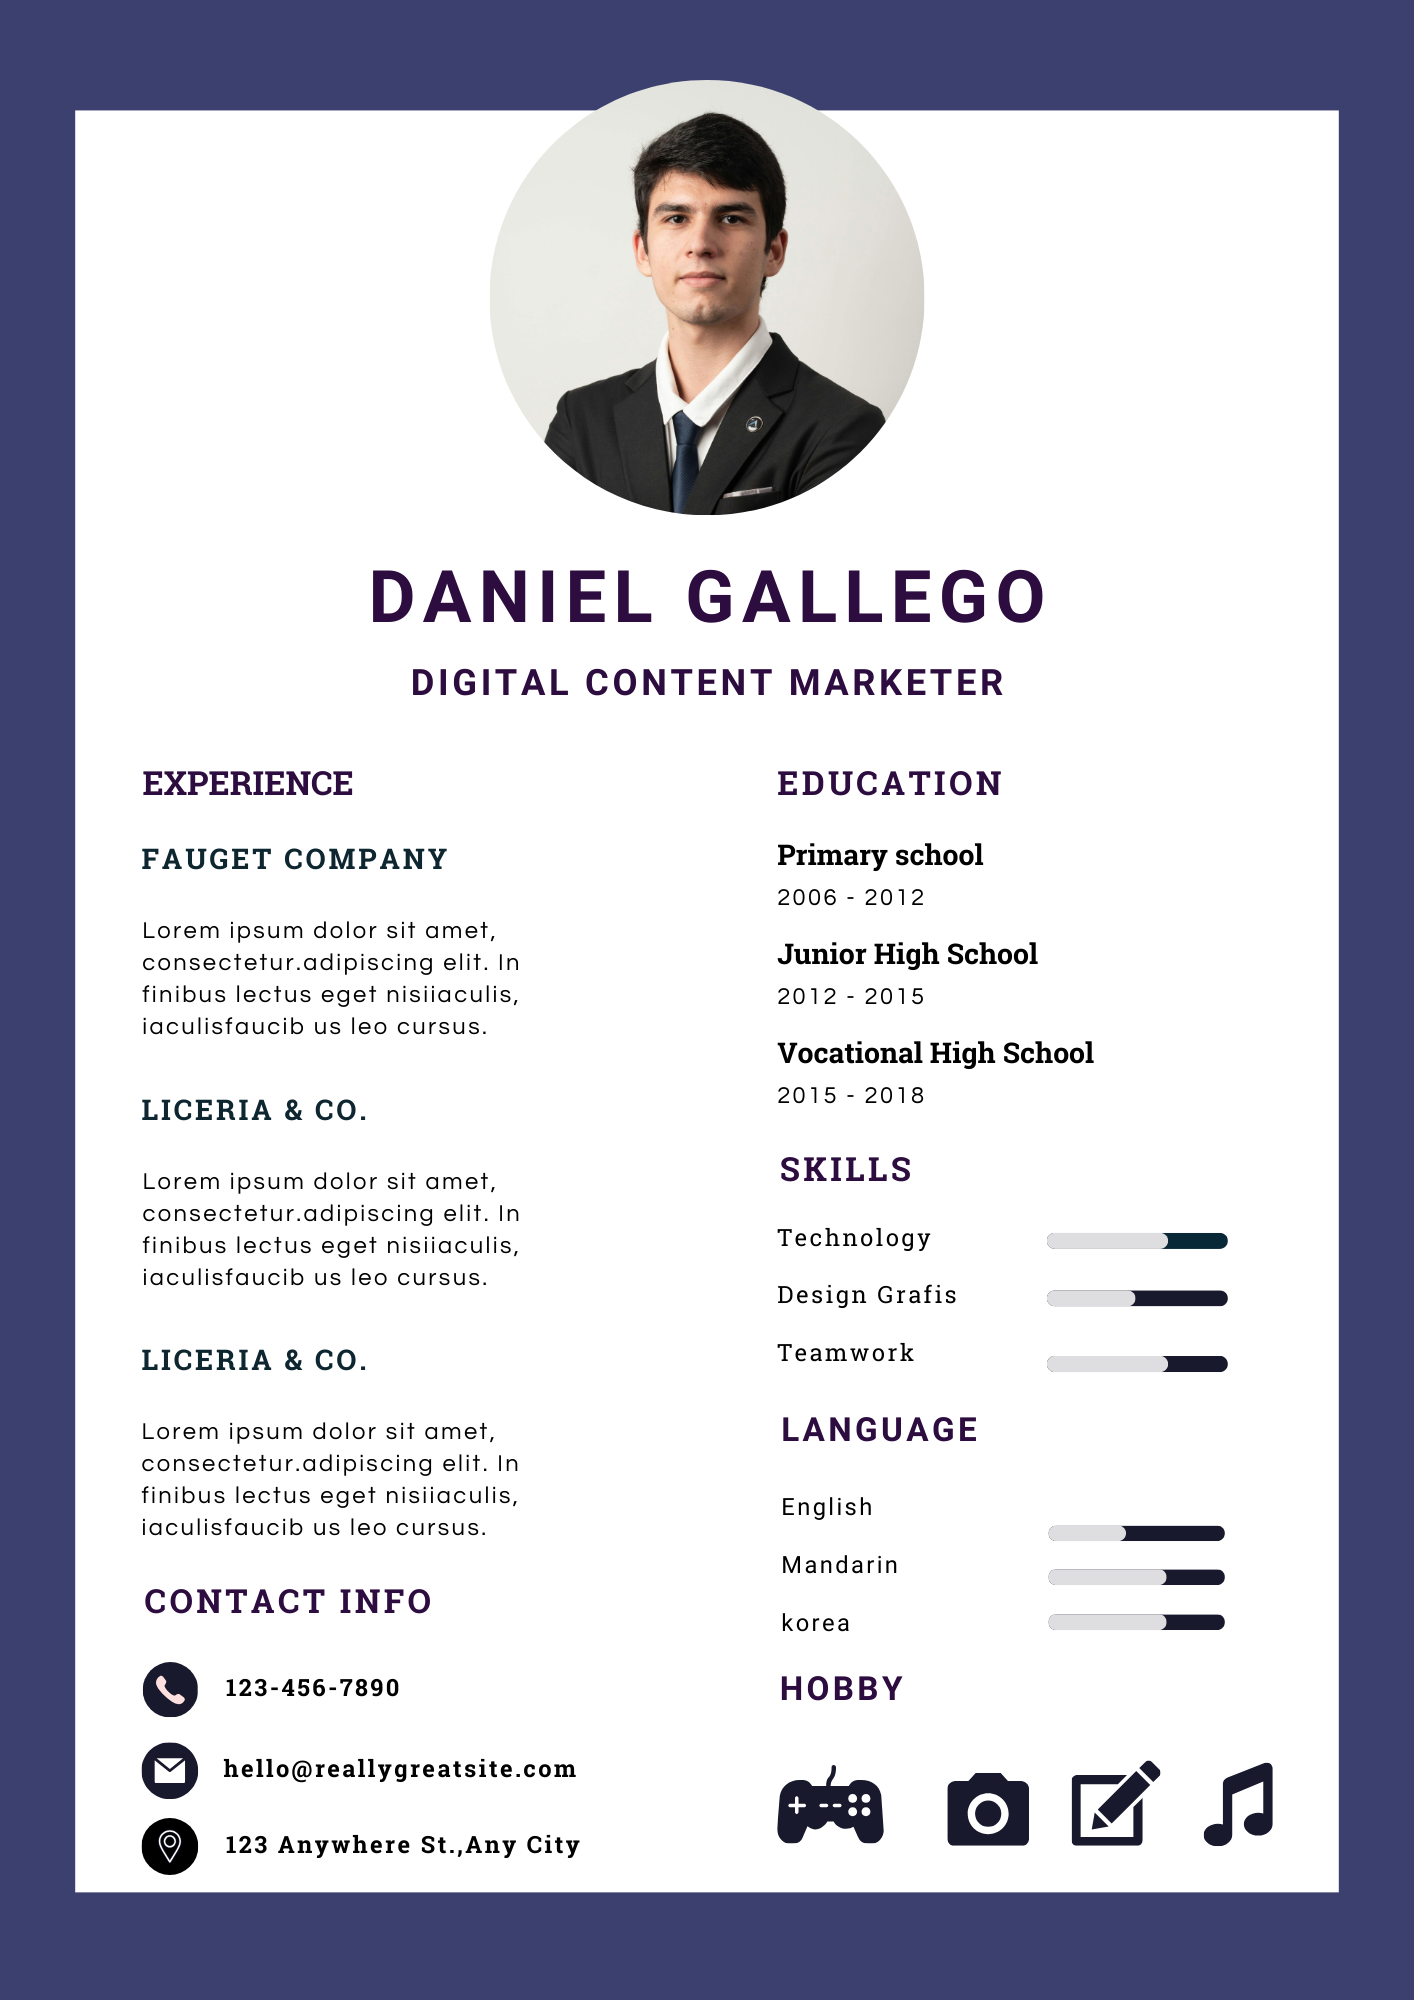 DANIEL GALLEGO
DIGITAL CONTENT MARKETER
EXPERIENCE
FAUGET COMPANY
Lorem ipsum dolor sit amet,
consectetur.adipiscing elit. In
finibus lectus eget nisiiaculis,
iaculisfaucib us leo cursus.
LICERIA & CO.
Lorem ipsum dolor sit amet,
consectetur.adipiscing elit. In
finibus lectus eget nisiiaculis,
iaculisfaucib us leo cursus.
LICERIA & CO.
Lorem ipsum dolor sit amet,
consectetur.adipiscing elit. In
finibus lectus eget nisiiaculis,
iaculisfaucib us leo cursus.
CONTACT INFO
123-456-7890
hello@reallygreatsite.com
123 Anywhere St.,Any City
EDUCATION
Primary school
2006 - 2012
Junior High School
2012 - 2015
Vocational High School
2015 - 2018
SKILLS
Technology
Design Grafis
Teamwork
LANGUAGE
English
Mandarin
korea
HOBBY